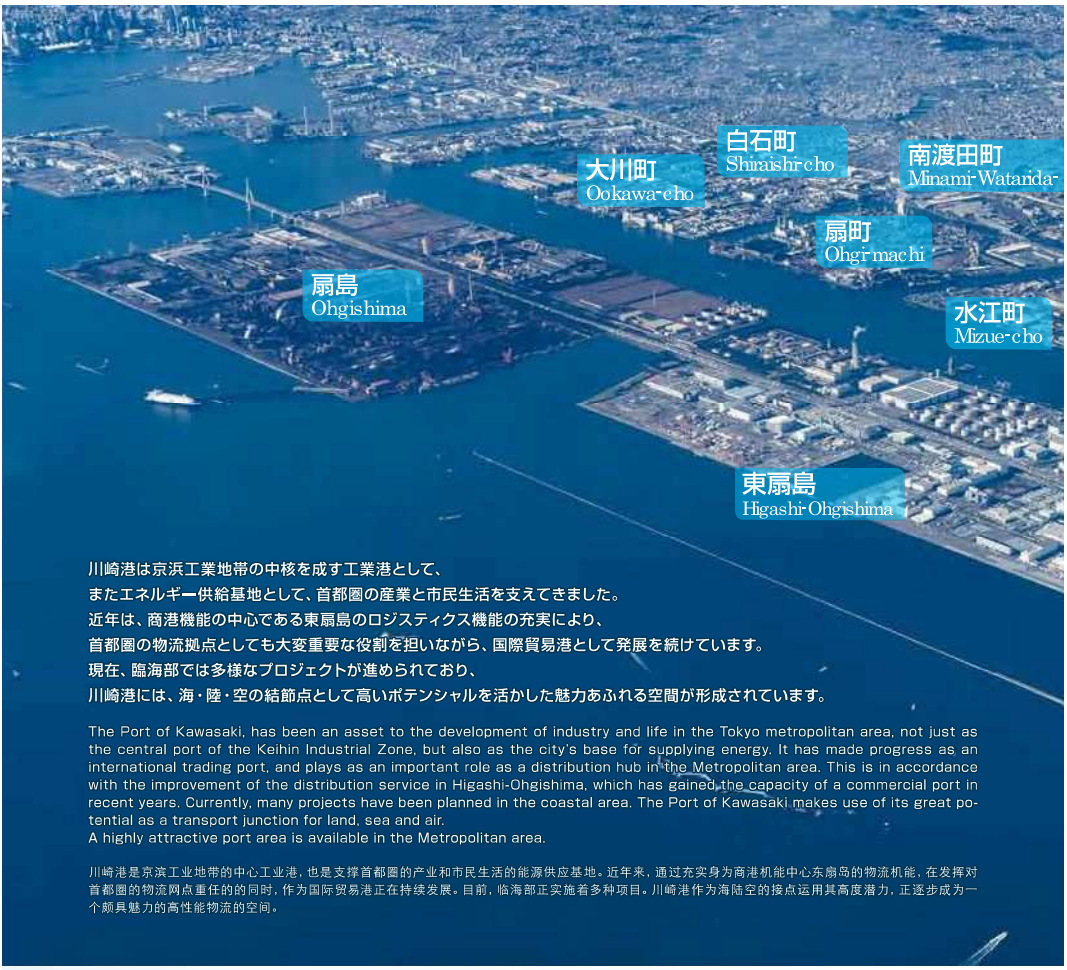 白石町
Shiraishi-cho
大川町
Ookawa-cho
南渡田町
Minami-Watarida-
扇町
Ohgi-machi
扇島
Ohgishima
水江町
Mizue-cho
東扇島
Higashi-Ohgishima
川崎港は京浜工業地帯の中核を成す工業港として、
またエネルギー供給基地として、首都圏の産業と市民生活を支えてきました。
近年は、商港機能の中心である東扇島のロジスティクス機能の充実により、
首都圏の物流拠点としても大変重要な役割を担いながら、国際貿易港として発展を続けています。
現在、臨海部では多様なプロジェクトが進められており、
川崎港には、海・陸・空の結節点として高いポテンシャルを活かした魅力あふれる空間が形成されています。
The Port of Kawasaki, has been an asset to the development of industry and life in the Tokyo metropolitan area, not just as
the central port of the Keihin Industrial Zone, but also as the city's base for supplying energy. It has made progress as an
international trading port, and plays as an important role as a distribution hub in the Metropolitan area. This is in accordance
with the improvement of the distribution service in Higashi-Ohgishima, which has gained the capacity of a commercial port in
recent years. Currently, many projects have been planned in the coastal area. The Port of Kawasaki makes use of its great po-
tential as a transport junction for land, sea and air.
A highly attractive port area is available in the Metropolitan area.
川崎港是京滨工业地带的中心工业港，也是支撑首都圈的产业和市民生活的能源供应基地。近年来，通过充实身为商港机能中心东扇岛的物流机能，在发挥对
首都圈的物流网点重任的的同时，作为国际贸易港正在持续发展。目前，临海部正实施着多种项目。川崎港作为海陆空的接点运用其高度潜力，正逐步成为一
个颇具魅力的高性能物流的空间。